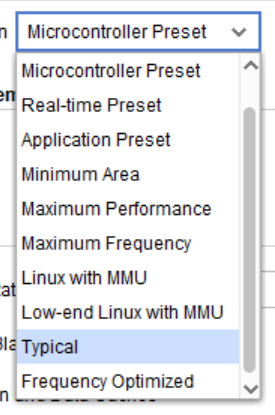 n Microcontroller Preset
Microcontroller Preset
Real-time Preset
Application Preset
Minimum Area
Maximum Performance
Maximum Frequency
Linux with MMU
Low-end Linux with MMU
Typical
Frequency Optimized